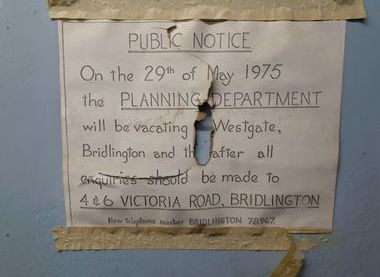 PUBLIC NOTICE
On the 29th of May 1975
the PLANNING DEPARTMENT
will be vacating Westgate,
Bridlington and th after all
enquiries should be made to
4 & 6 VICTORIA ROAD, BRIDLINGTON
New telephone number BRIDLINGTON